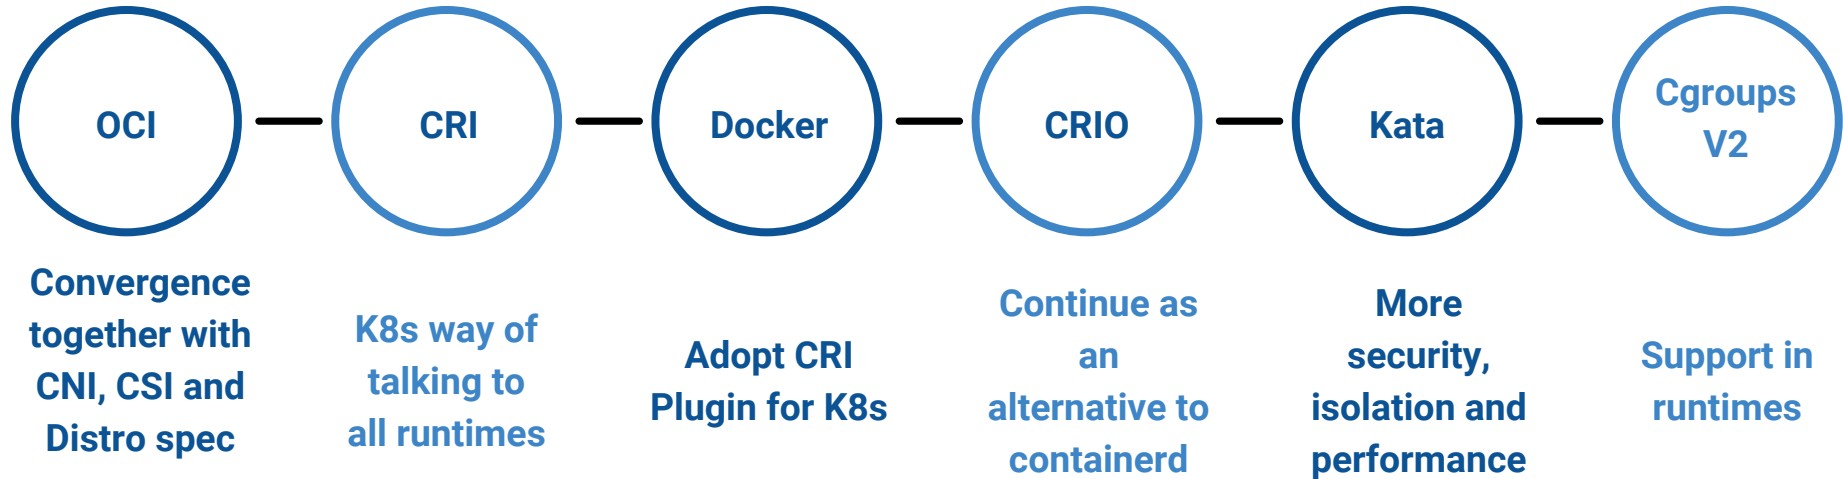 OCI
CRI
Docker
CRIO
Kata
Cgroups
V2
Convergence
together with
CNI, CSI and
Distro spec
K8s way of
talking to
all runtimes
Adopt CRI
Plugin for K8s
Continue as
an
alternative to
containerd
More
security,
isolation and
performance
Support in
runtimes